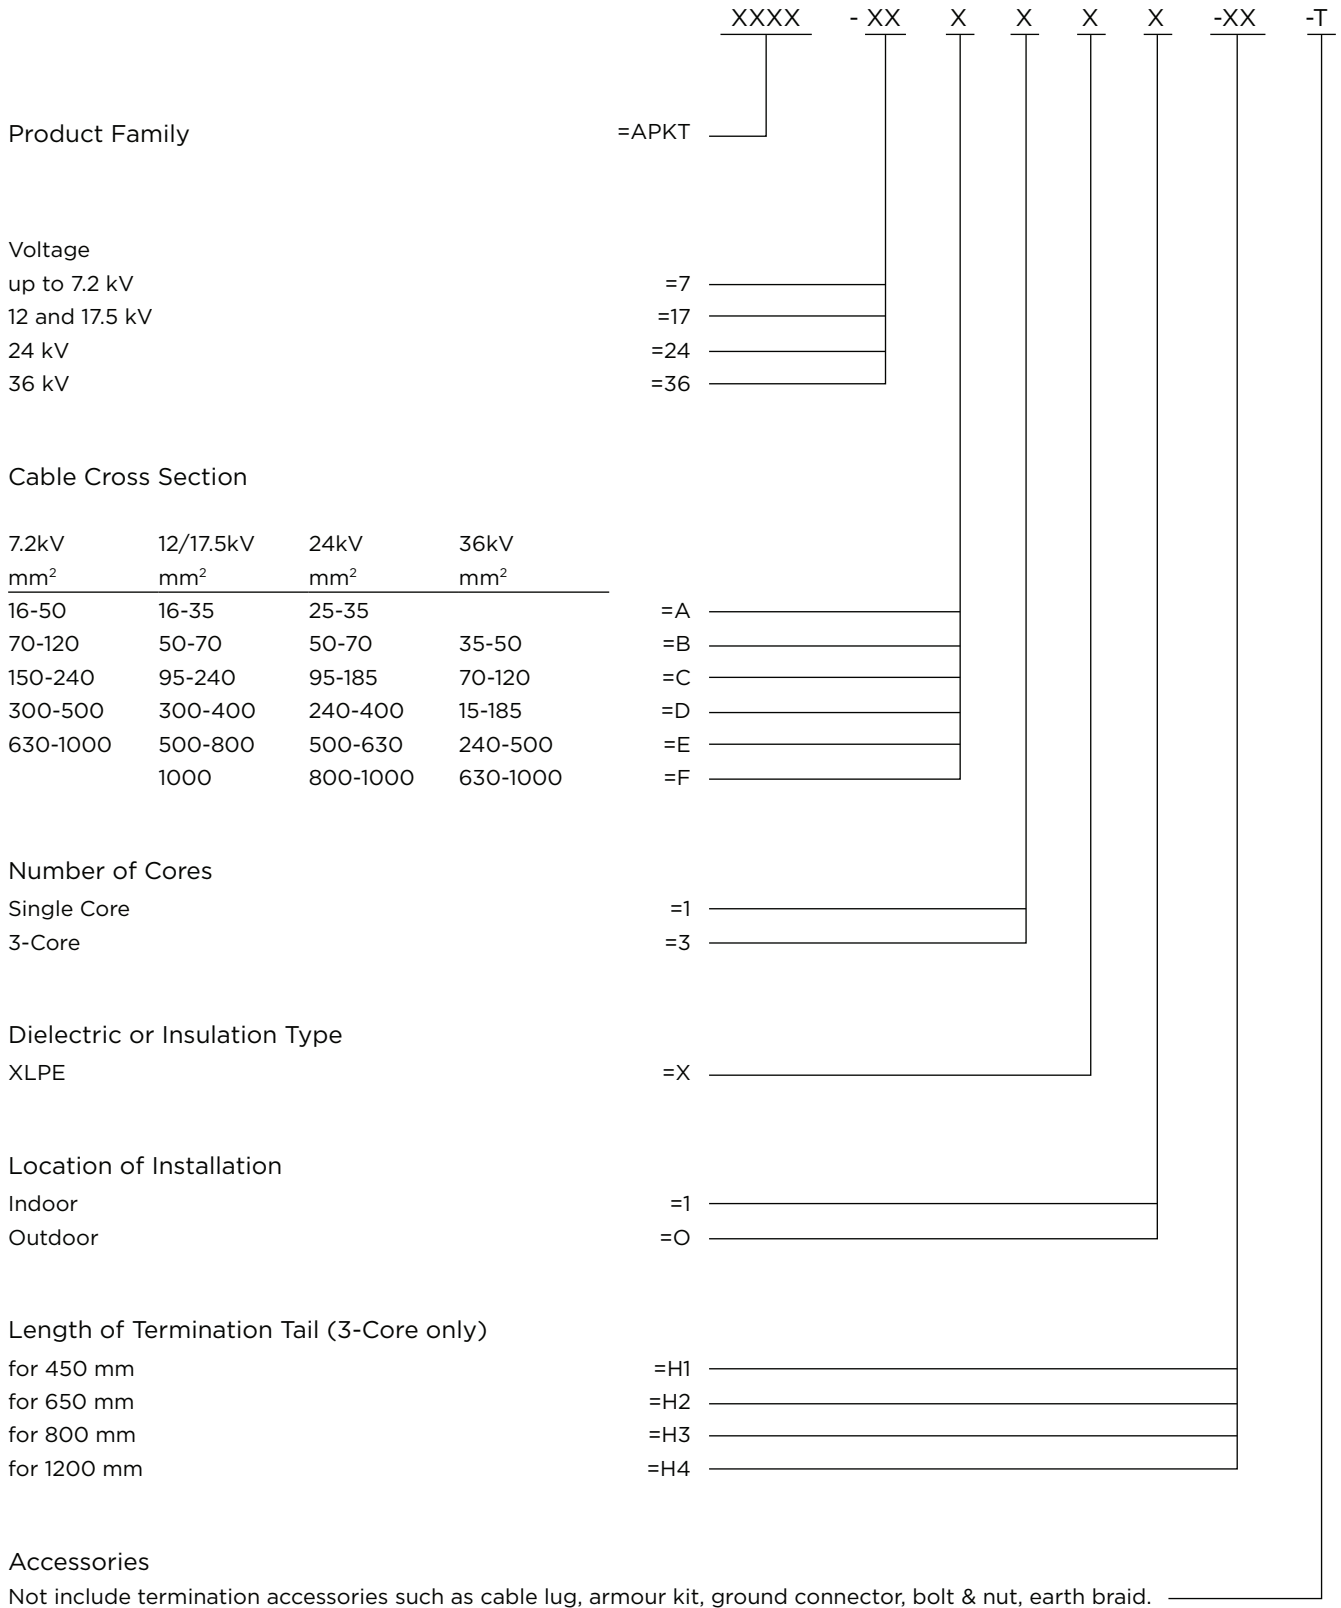 XXXX - XX X X X X -XX -T
Product Family =APKT
Voltage
up to 7.2 kV =7
12 and 17.5 kV =17
24 kV =24
36 kV =36
Cable Cross Section
7.2kV 12/17.5kV 24kV 36kV
mm² mm² mm² mm²
16-50 16-35 25-35 =A
70-120 50-70 50-70 35-50 =B
150-240 95-240 95-185 70-120 =C
300-500 300-400 240-400 15-185 =D
630-1000 500-800 500-630 240-500 =E
1000 800-1000 630-1000 =F
Number of Cores
Single Core =1
3-Core =3
Dielectric or Insulation Type
XLPE =X
Location of Installation
Indoor =1
Outdoor =O
Length of Termination Tail (3-Core only)
for 450 mm =H1
for 650 mm =H2
for 800 mm =H3
for 1200 mm =H4
Accessories
Not include termination accessories such as cable lug, armour kit, ground connector, bolt & nut, earth braid.